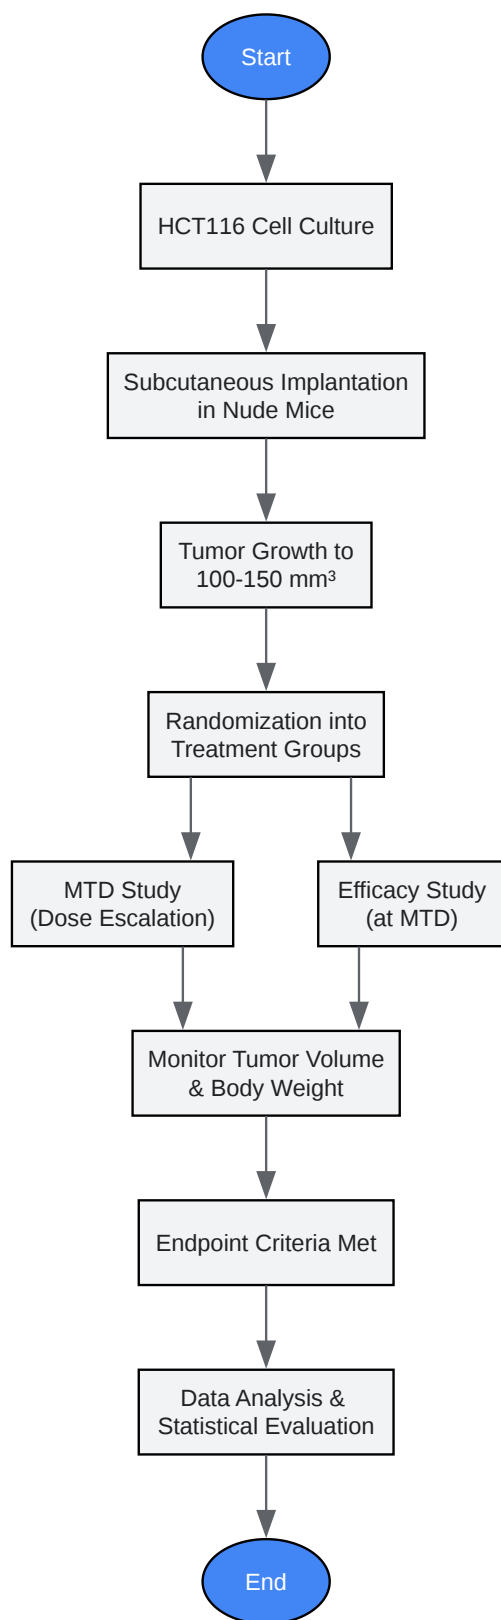 Start
HCT116 Cell Culture
Subcutaneous Implantation
in Nude Mice
Tumor Growth to
100-150 mm³
Randomization into
Treatment Groups
MTD Study
(Dose Escalation)
Efficacy Study
(at MTD)
Monitor Tumor Volume
& Body Weight
Endpoint Criteria Met
Data Analysis &
Statistical Evaluation
End